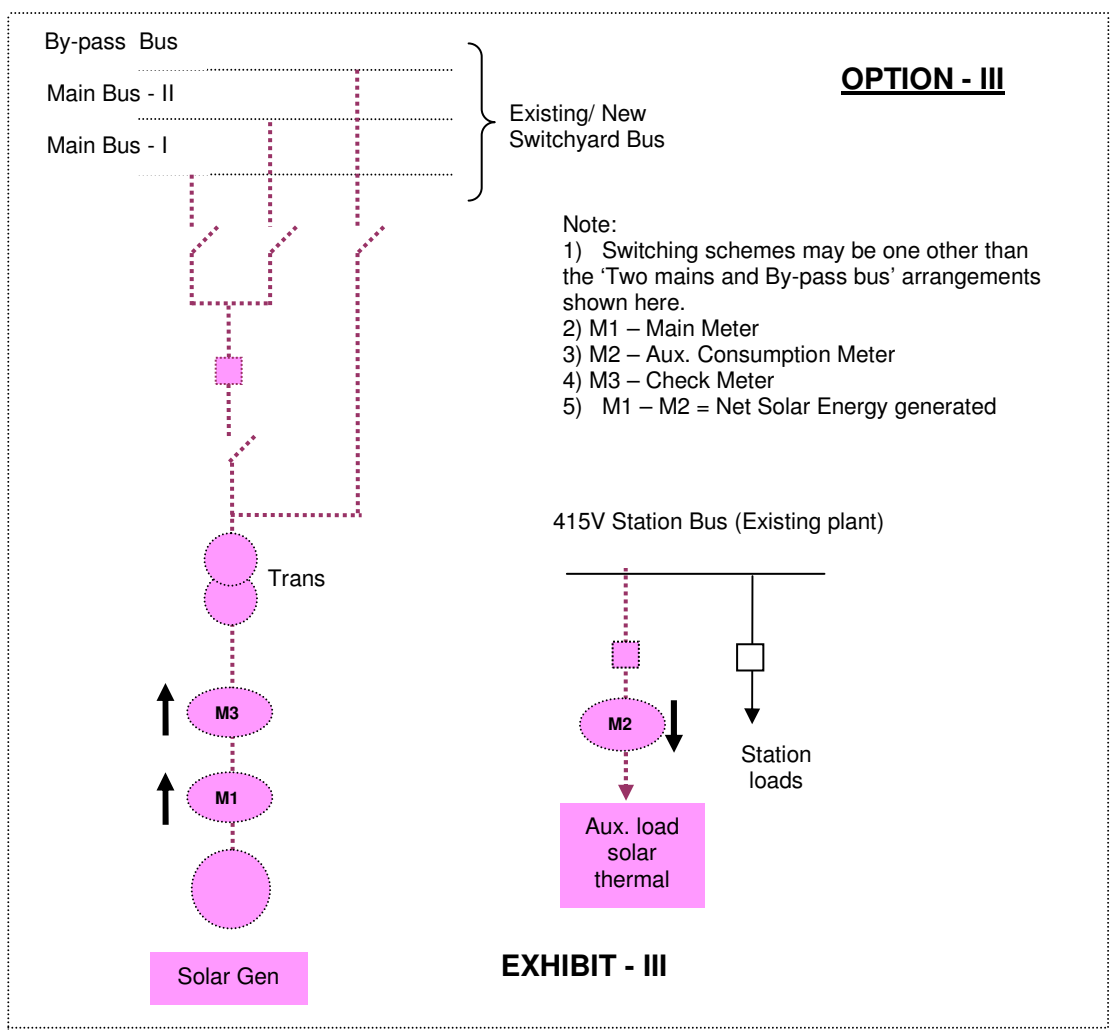 By-pass Bus
Main Bus - II
Main Bus - I
Existing/ New
Switchyard Bus
OPTION - III
Note:
1) Switching schemes may be one other than
the ‘Two mains and By-pass bus’ arrangements
shown here.
2) M1 – Main Meter
3) M2 – Aux. Consumption Meter
4) M3 – Check Meter
5) M1 – M2 = Net Solar Energy generated
415V Station Bus (Existing plant)
Trans
M3
M1
Solar Gen
M2
Station
loads
Aux. load
solar
thermal
EXHIBIT - III